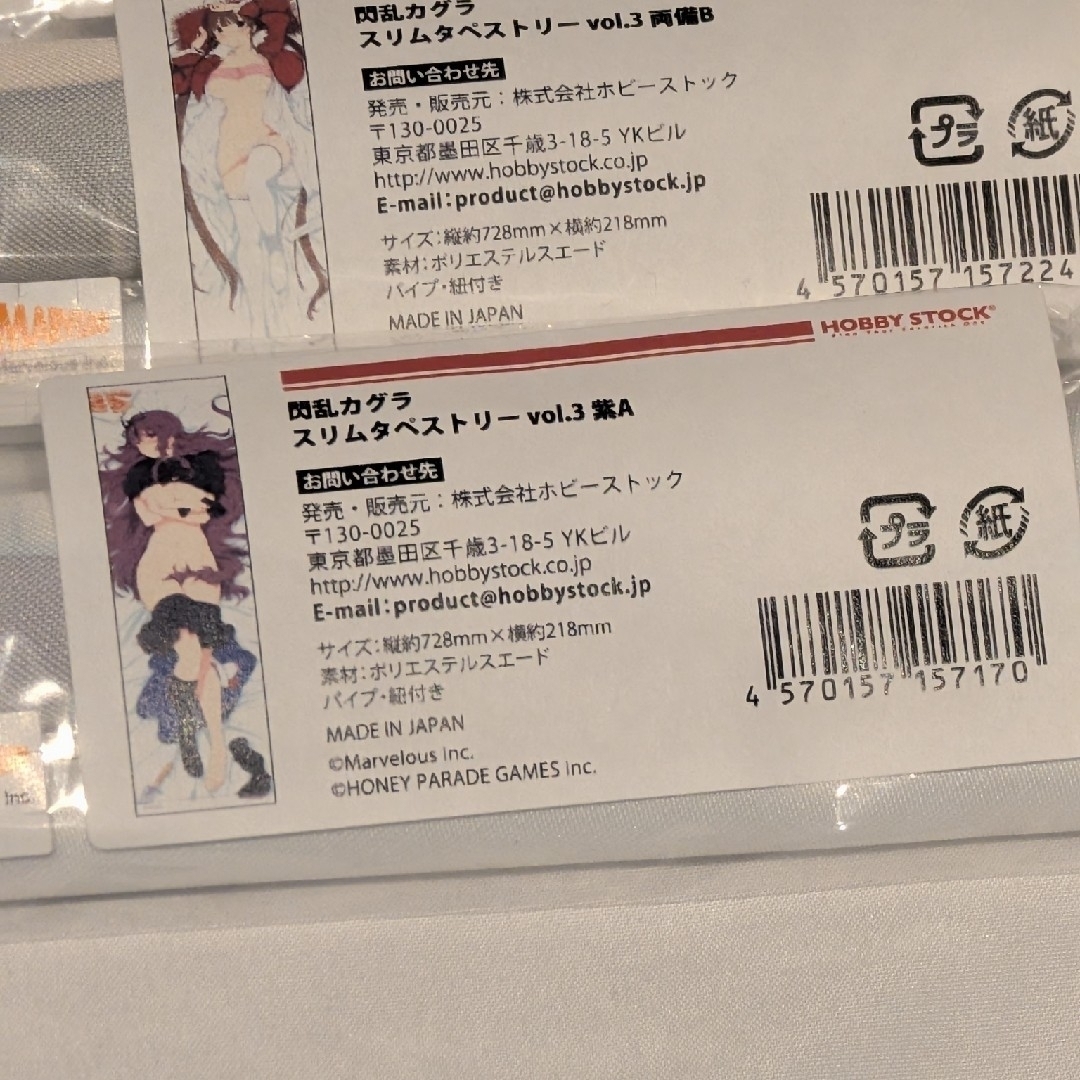 閃乱カグラ
スリムタペストリー vol.3 両備B
お問い合わせ先
発売・販売元：株式会社ホビーストック
〒130-0025
東京都墨田区千歳3-18-5 YKビル
http://www.hobbystock.co.jp
E-mail：product@hobbystock.jp
サイズ：縦約728mm×横約218mm
素材：ポリエステルスエード
パイプ・紐付き
MADE IN JAPAN
プラ
紙
4 570157 157224
HOBBY STOCK®
閃乱カグラ
スリムタペストリー vol.3 紫A
お問い合わせ先
発売・販売元：株式会社ホビーストック
〒130-0025
東京都墨田区千歳3-18-5 YKビル
http://www.hobbystock.co.jp
E-mail：product@hobbystock.jp
サイズ：縦約728mm×横約218mm
素材：ポリエステルスエード
パイプ・紐付き
MADE IN JAPAN
©Marvelous Inc.
©HONEY PARADE GAMES Inc.
プラ
紙
4 570157 157170
Inc.